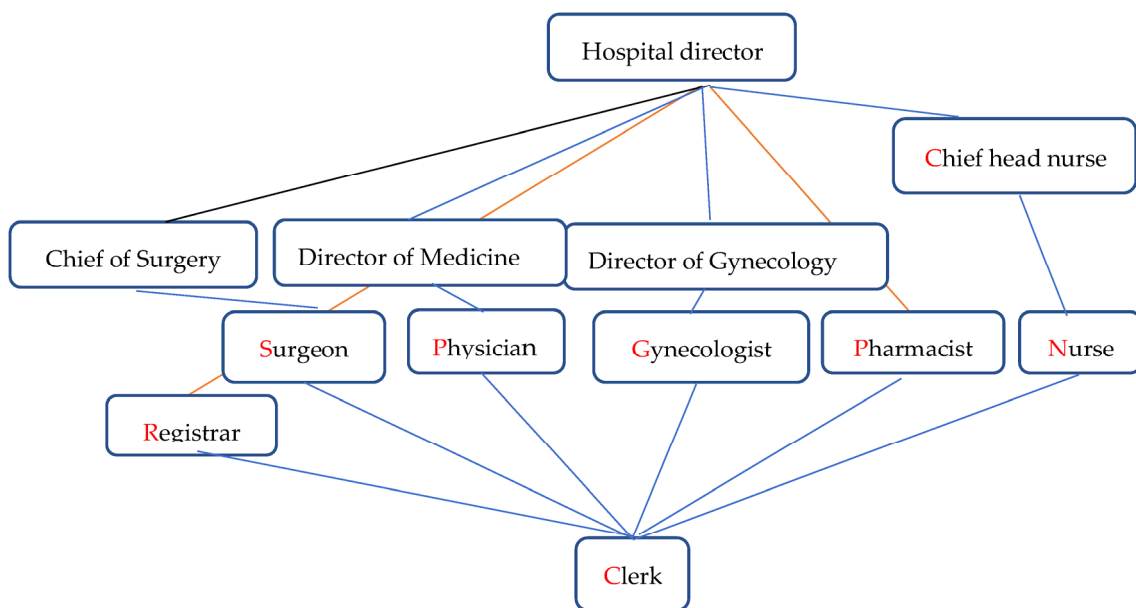 Hospital director
Chief head nurse
Chief of Surgery
Director of Medicine
Director of Gynecology
Surgeon
Physician
Gynecologist
Pharmacist
Nurse
Registrar
Clerk